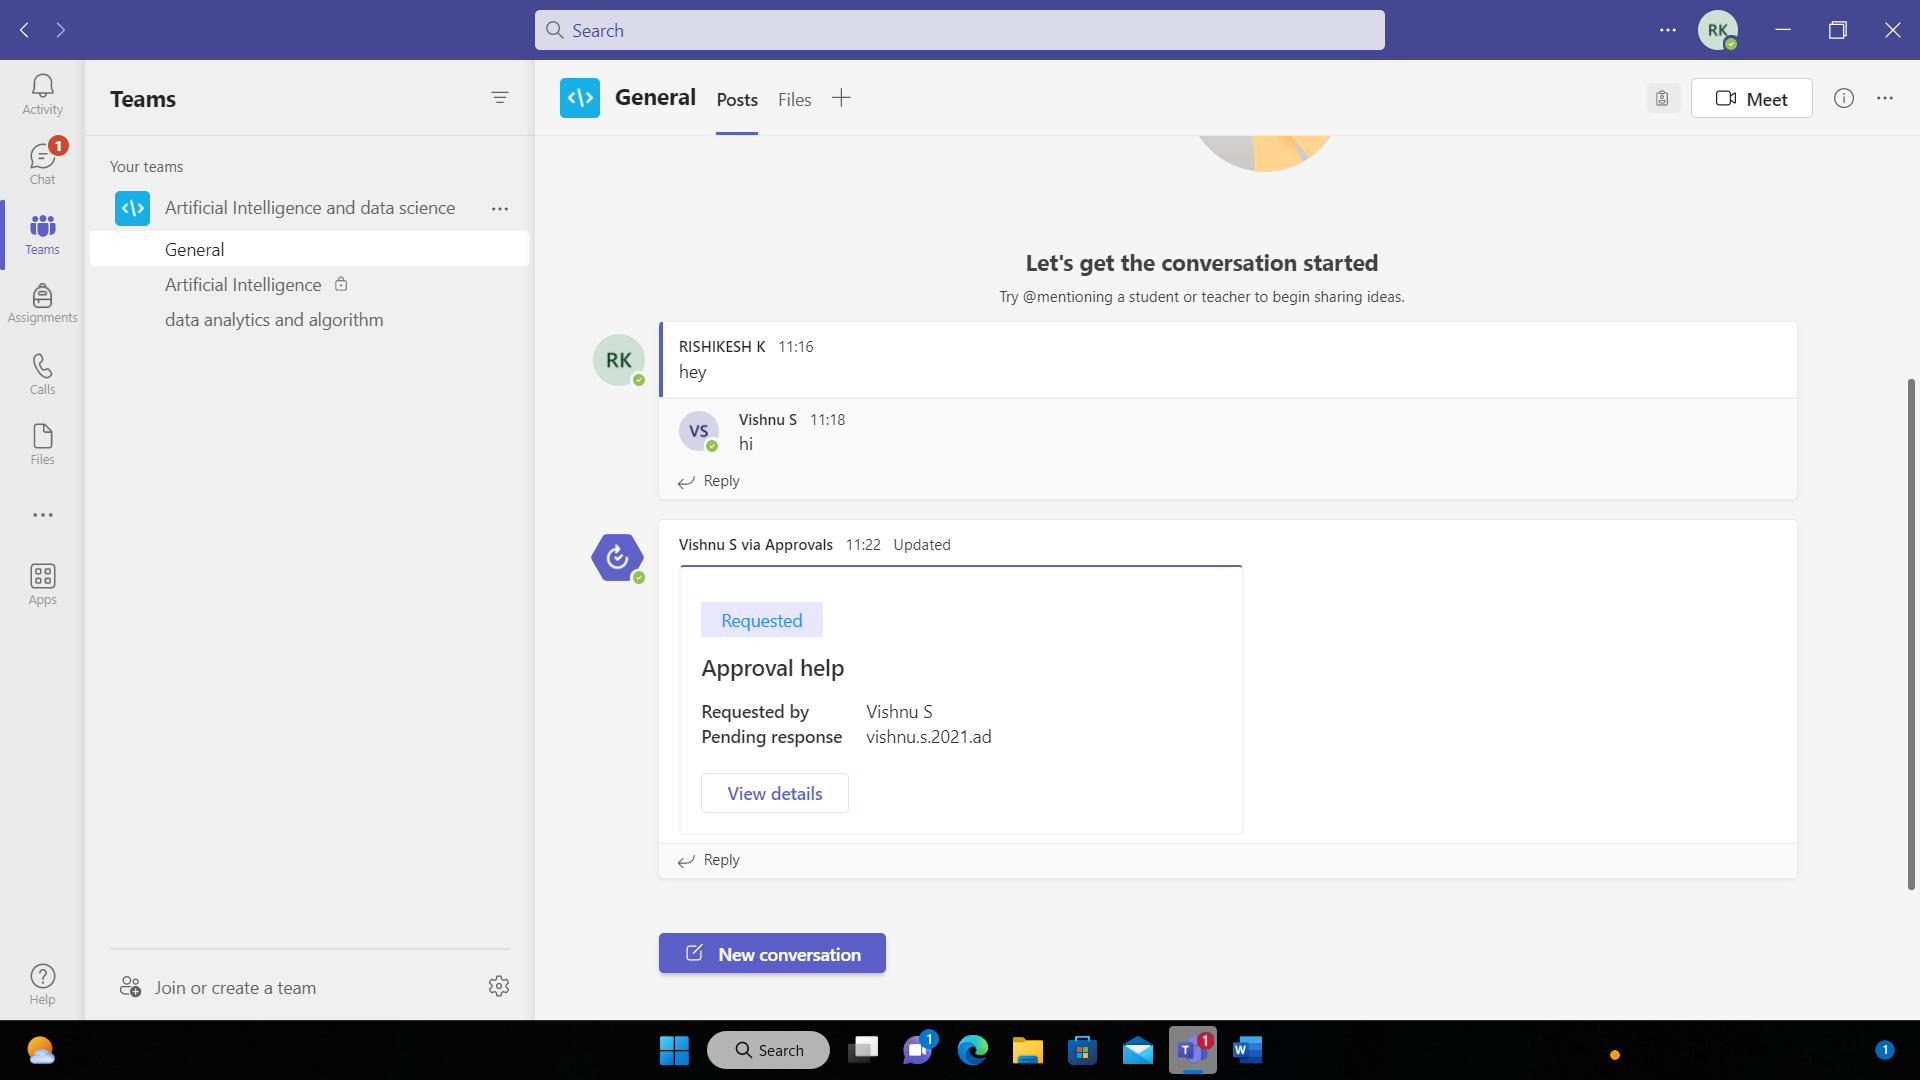 Search
RK
Activity
1
Chat
Teams
Assignments
Calls
Files
Apps
Help
Teams
Your teams
Artificial Intelligence and data science
General
Artificial Intelligence
data analytics and algorithm
Join or create a team
General
Posts
Files
Meet
Let's get the conversation started
Try @mentioning a student or teacher to begin sharing ideas.
RK
RISHIKESH K 11:16
hey
VS
Vishnu S 11:18
hi
Reply
Vishnu S via Approvals 11:22 Updated
Requested
Approval help
Requested by Vishnu S
Pending response vishnu.s.2021.ad
View details
Reply
New conversation
Search
1
T
1
W
1